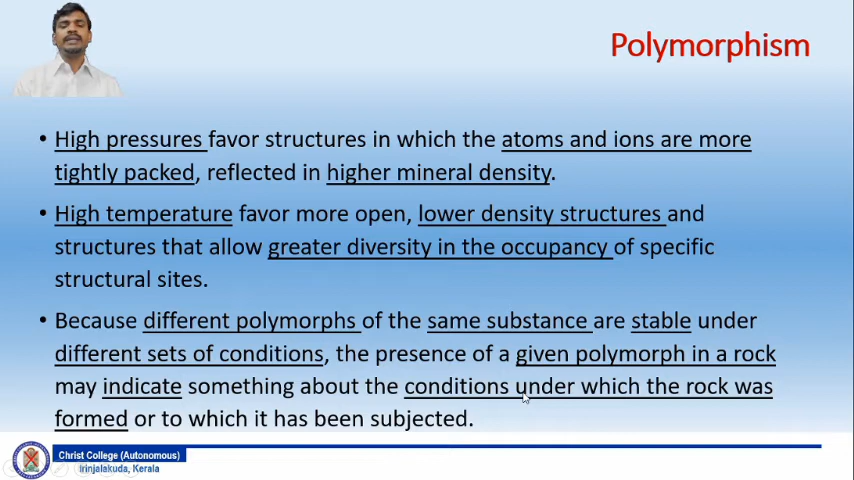 Polymorphism
• High pressures favor structures in which the atoms and ions are more
tightly packed, reflected in higher mineral density.
• High temperature favor more open, lower density structures and
structures that allow greater diversity in the occupancy of specific
structural sites.
• Because different polymorphs of the same substance are stable under
different sets of conditions, the presence of a given polymorph in a rock
may indicate something about the conditions under which the rock was
formed or to which it has been subjected.
Christ College (Autonomous)
Irinjalakuda, Kerala